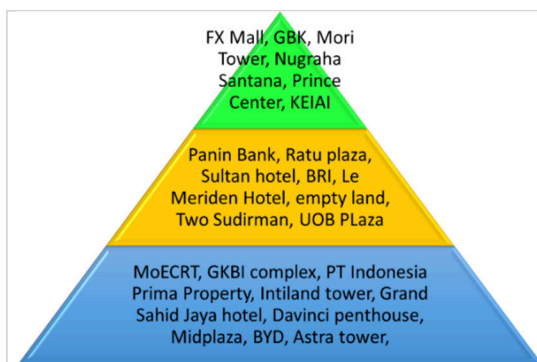 FX Mall, GBK, Mori
Tower, Nugraha
Santana, Prince
Center, KEIAI
Panin Bank, Ratu plaza,
Sultan hotel, BRI, Le
Meriden Hotel, empty land,
Two Sudirman, UOB PLaza
MoECRT, GKBI complex, PT Indonesia
Prima Property, Intiland tower, Grand
Sahid Jaya hotel, Davinci penthouse,
Midplaza, BYD, Astra tower,